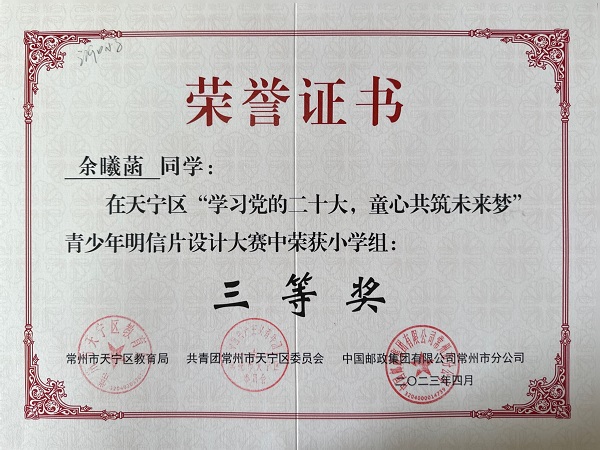 荣誉证书
余曦菡 同学：
在天宁区“学习党的二十大，童心共筑未来梦”
青少年明信片设计大赛中荣获小学组：
三等奖
常州市天宁区教育局 共青团常州市天宁区委员会 中国邮政集团有限公司常州市分公司
二〇二三年四月